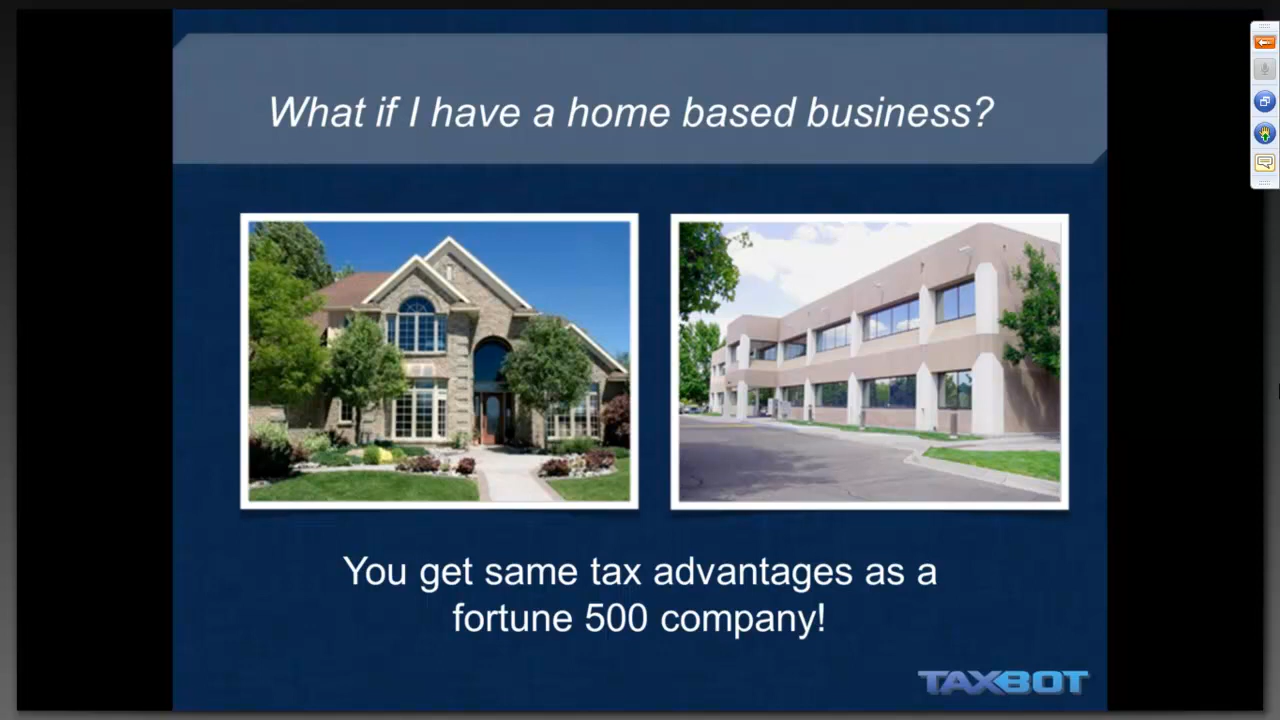 What if I have a home based business?
You get same tax advantages as a
fortune 500 company!
TAXBOT